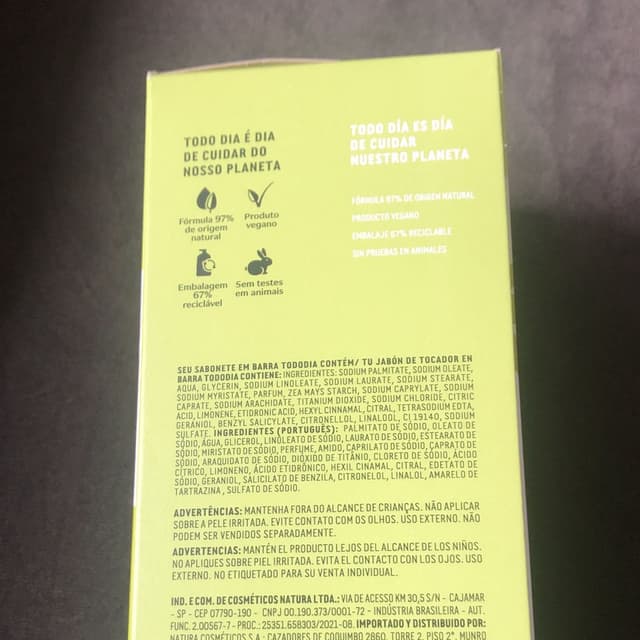 TODO DIA É DIA
DE CUIDAR DO
NOSSO PLANETA
Fórmula 97%
de origem
natural
Produto
vegano
Embalagem
67%
reciclável
Sem testes
em animais
TODO DÍA ES DÍA
DE CUIDAR
NUESTRO PLANETA
FÓRMULA 97% DE ORIGEN NATURAL
PRODUCTO VEGANO
EMBALAJE 67% RECICLABLE
SIN PRUEBAS EN ANIMALES
SEU SABONETE EM BARRA TODODIA CONTÉM/ TU JABÓN DE TOCADOR EN
BARRA TODODIA CONTIENE: INGREDIENTES: SODIUM PALMITATE, SODIUM OLEATE,
AQUA, GLYCERIN, SODIUM LINOLEATE, SODIUM LAURATE, SODIUM STEARATE,
SODIUM MYRISTATE, PARFUM, ZEA MAYS STARCH, SODIUM CAPRYLATE, SODIUM
CAPRATE, SODIUM ARACHIDATE, TITANIUM DIOXIDE, SODIUM CHLORIDE, CITRIC
ACID, LIMONENE, ETIDRONIC ACID, HEXYL CINNAMAL, CITRAL, TETRASODIUM EDTA,
GERANIOL, BENZYL SALICYLATE, CITRONELLOL, LINALOOL, CI 19140, SODIUM
SULFATE. INGREDIENTES (PORTUGUÊS): PALMITATO DE SÓDIO, OLEATO DE
SÓDIO, ÁGUA, GLICEROL, LINOLEATO DE SÓDIO, LAURATO DE SÓDIO, ESTEARATO DE
SÓDIO, MIRISTATO DE SÓDIO, PERFUME, AMIDO, CAPRILATO DE SÓDIO, CAPRATO DE
SÓDIO, ARAQUIDATO DE SÓDIO, DIÓXIDO DE TITÂNIO, CLORETO DE SÓDIO, ÁCIDO
CÍTRICO, LIMONENO, ÁCIDO ETIDRÔNICO, HEXIL CINAMAL, CITRAL, EDETATO DE
SÓDIO, GERANIOL, SALICILATO DE BENZILA, CITRONELOL, LINALOL, AMARELO DE
TARTRAZINA , SULFATO DE SÓDIO.
ADVERTÊNCIAS: MANTENHA FORA DO ALCANCE DE CRIANÇAS. NÃO APLICAR
SOBRE A PELE IRRITADA. EVITE CONTATO COM OS OLHOS. USO EXTERNO. NÃO
PODEM SER VENDIDOS SEPARADAMENTE.
ADVERTENCIAS: MANTÉN EL PRODUCTO LEJOS DEL ALCANCE DE LOS NIÑOS.
NO APLIQUES SOBRE PIEL IRRITADA. EVITA EL CONTACTO CON LOS OJOS. USO
EXTERNO. NO ETIQUETADO PARA SU VENTA INDIVIDUAL.
IND. E COM. DE COSMÉTICOS NATURA LTDA.: VIA DE ACESSO KM 30,5 S/N – CAJAMAR
- SP - CEP 07790-190 - CNPJ 00.190.373/0001-72 - INDÚSTRIA BRASILEIRA - AUT.
FUNC. 2.00567-7 - PROC.: 25351.658303/2021-08. IMPORTADO Y DISTRIBUIDO POR:
NATURA COSMÉTICOS S.A.: CAZADORES DE COQUIMBO 2860, TORRE 2, PISO 2°, MUNRO